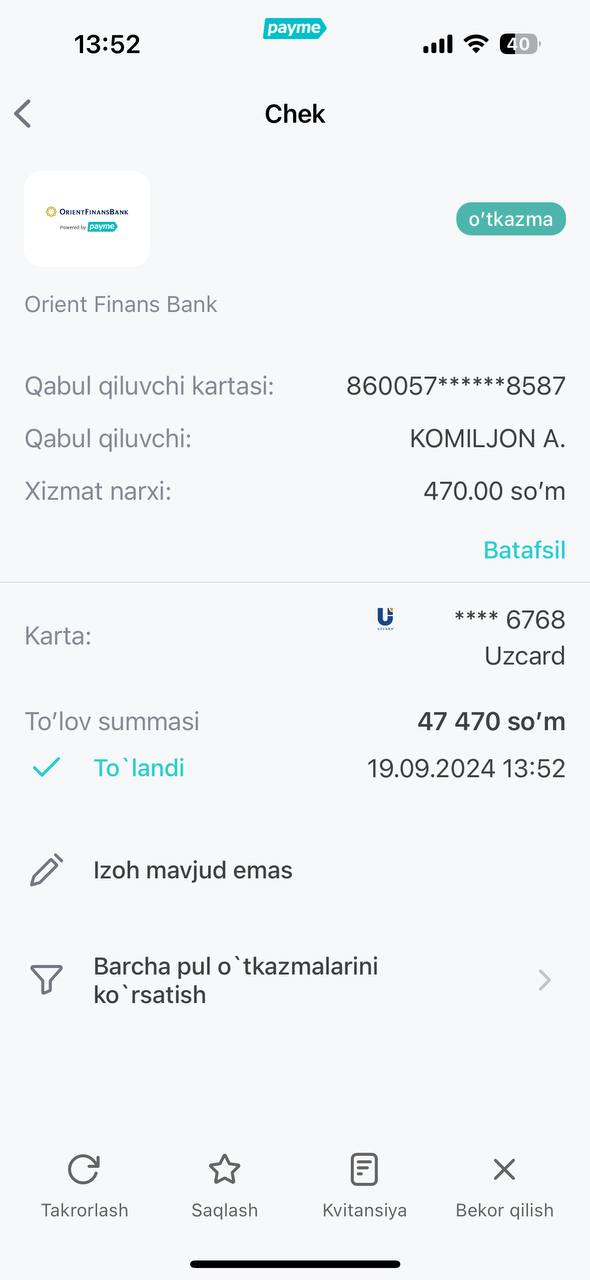 13:52
payme
40
Chek
ORIENTFINANSBANK
Powered by payme
o‘tkazma
Orient Finans Bank
Qabul qiluvchi kartasi: 860057******8587
Qabul qiluvchi: KOMILJON A.
Xizmat narxi: 470.00 so‘m
Batafsil
Karta: **** 6768
Uzcard
To‘lov summasi 47 470 so‘m
To`landi 19.09.2024 13:52
Izoh mavjud emas
Barcha pul o`tkazmalarini
ko`rsatish
Takrorlash Saqlash Kvitansiya Bekor qilish